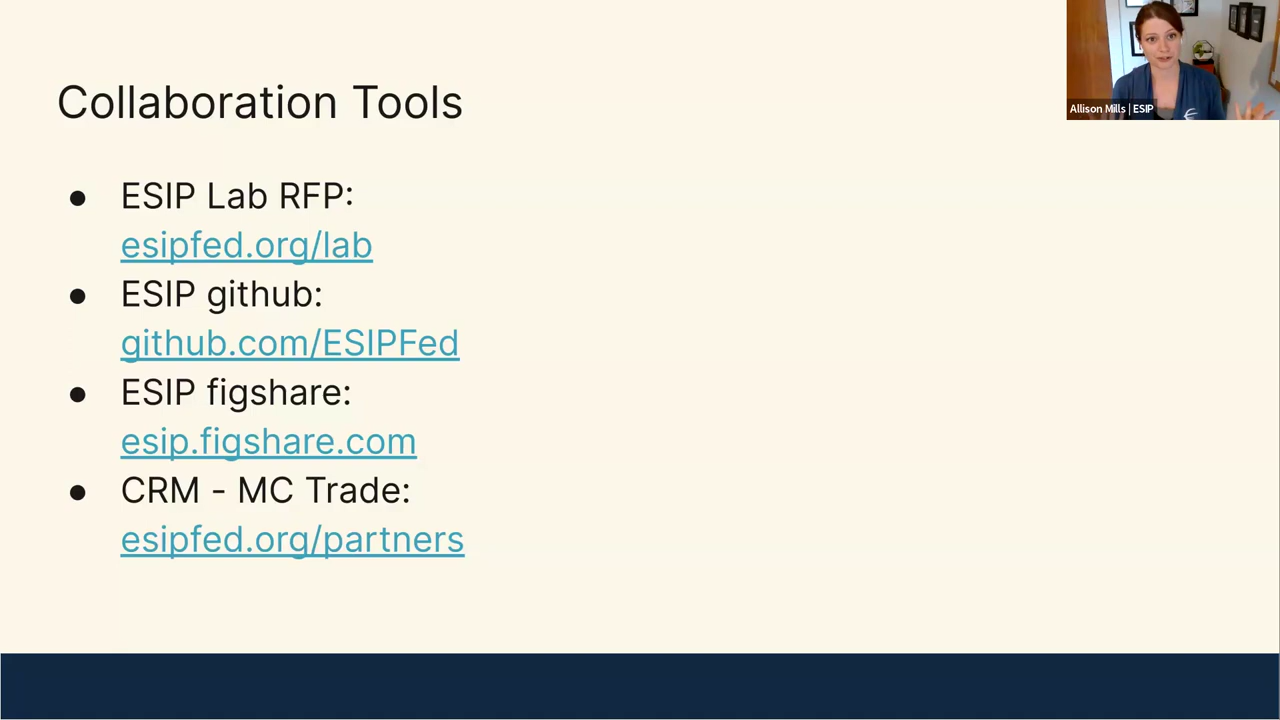 Collaboration Tools
● ESIP Lab RFP:
esipfed.org/lab
● ESIP github:
github.com/ESIPFed
● ESIP figshare:
esip.figshare.com
● CRM - MC Trade:
esipfed.org/partners
Allison Mills | ESIP